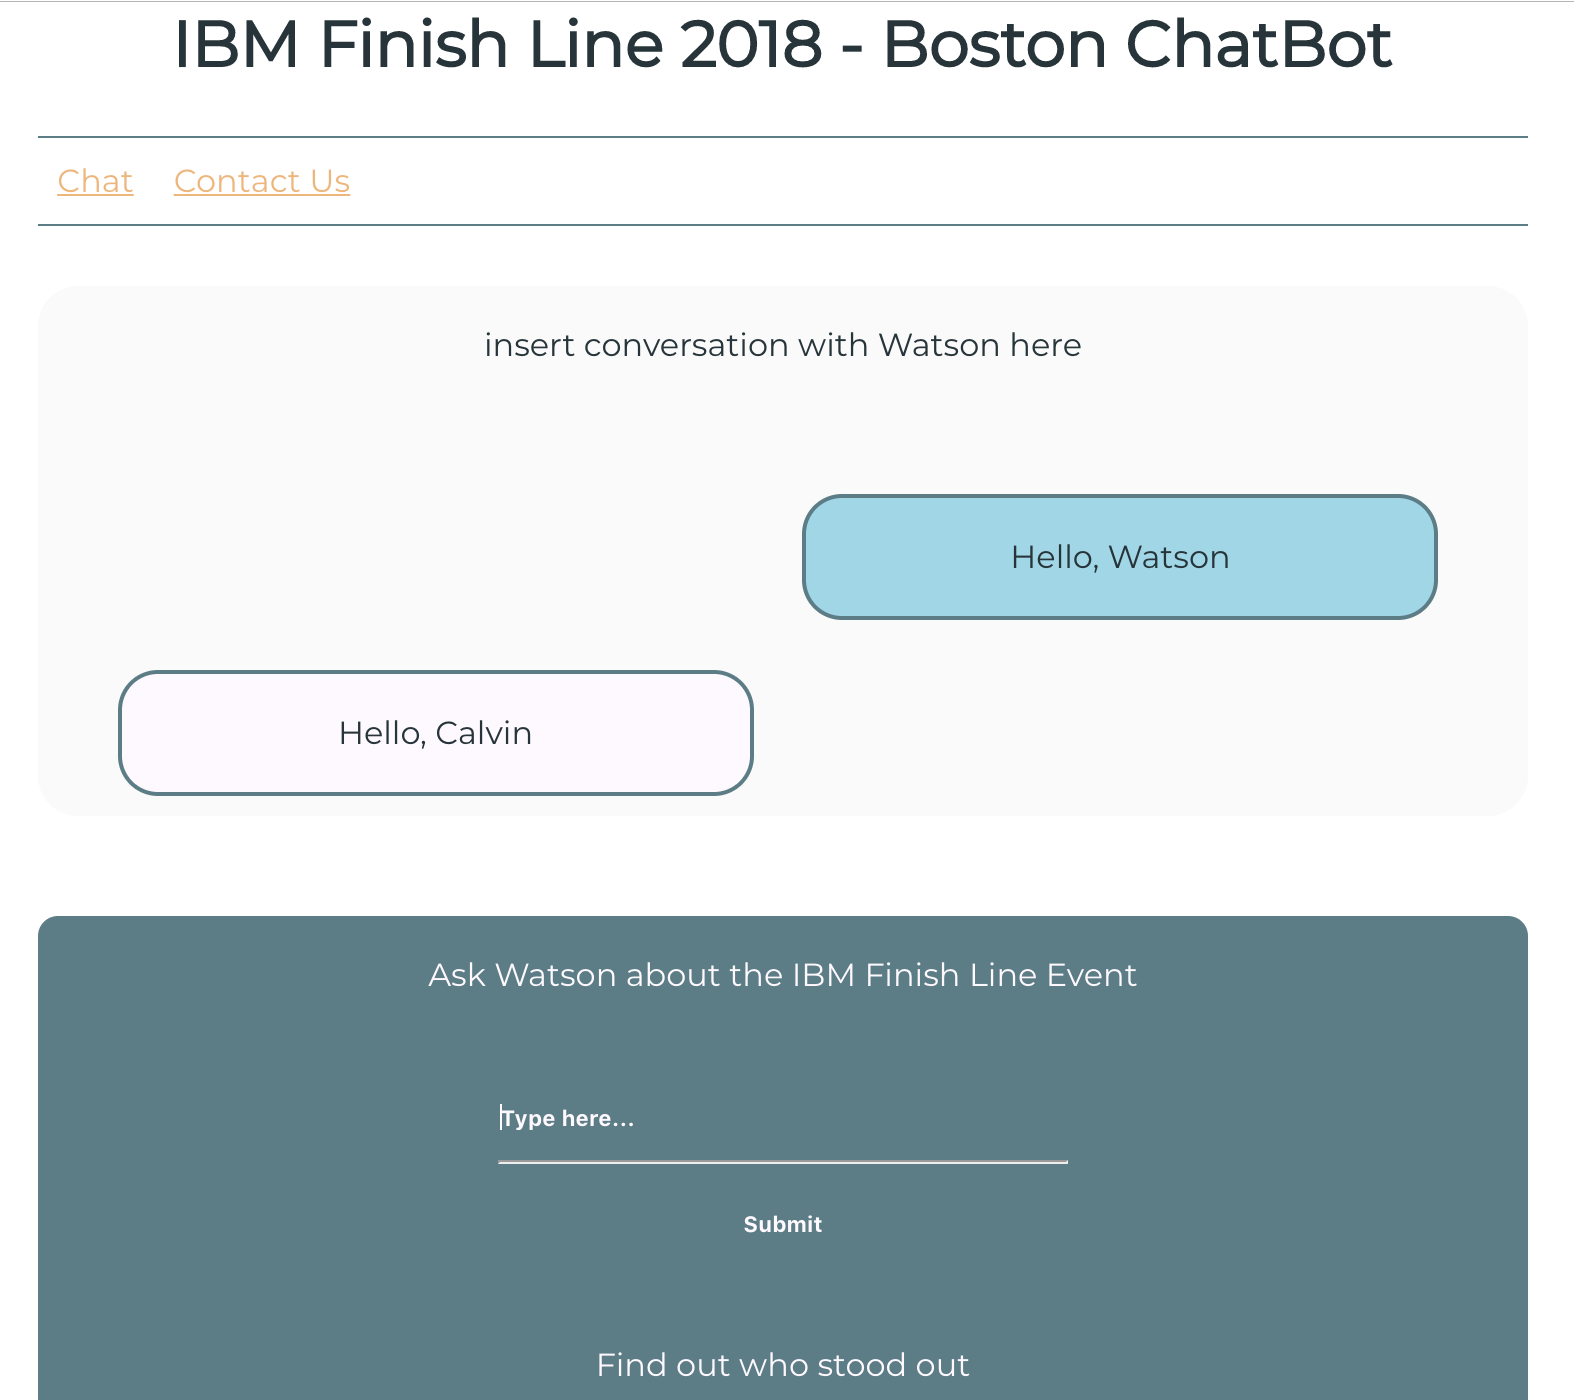 IBM Finish Line 2018 - Boston ChatBot
Chat Contact Us
insert conversation with Watson here
Hello, Watson
Hello, Calvin
Ask Watson about the IBM Finish Line Event
Type here...
Submit
Find out who stood out